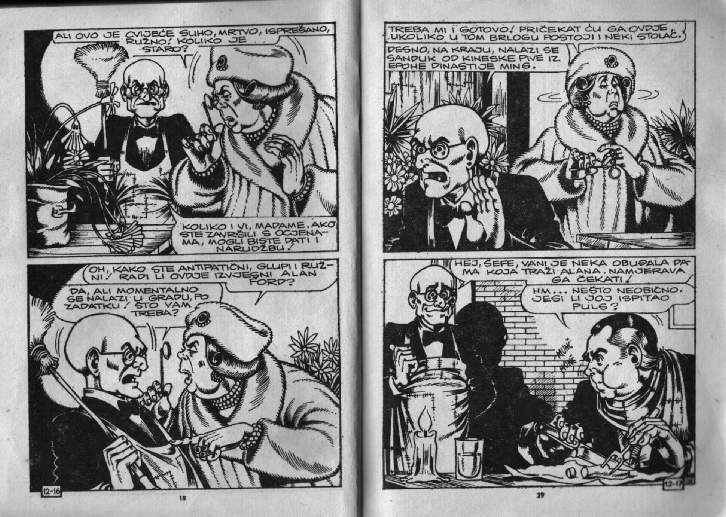 ALI OVO JE CVIJEĆE SUHO, MRTVO, ISPREŠANO,
RUŽNO! KOLIKO JE
STARO?
KOLIKO I VI, MADAME. AKO
STE ZAVRŠILI S OCJENA-
MA, MOGLI BISTE DATI I
NARUDŽBU!
OH, KAKO STE ANTIPATIČNI, GLUPI I RUŽ-
NI! RADI LI OVDJE IZVJESNI ALAN
FORD?
DA, ALI MOMENTALNO
SE NALAZI U GRADU, PO
ZADATKU! ŠTO VAM
TREBA?
12-16
18
TREBA MI I GOTOVO! PRIČEKAT ĆU GA OVDJE,
UKOLIKO U TOM BRLOGU POSTOJI I NEKI STOLAC.
DESNO, NA KRAJU, NALAZI SE
SANDUK OD KINESKE PIVE IZ
EPOHE DINASTIJE MING.
HEJ, ŠEFE, VANI JE NEKA OBUDALA DA-
MA KOJA TRAŽI ALANA. NAMJERAVA
GA ČEKATI!
HM... NEŠTO NEOBIČNO.
JESI LI JOJ ISPITAO
PULS?
12-17
29